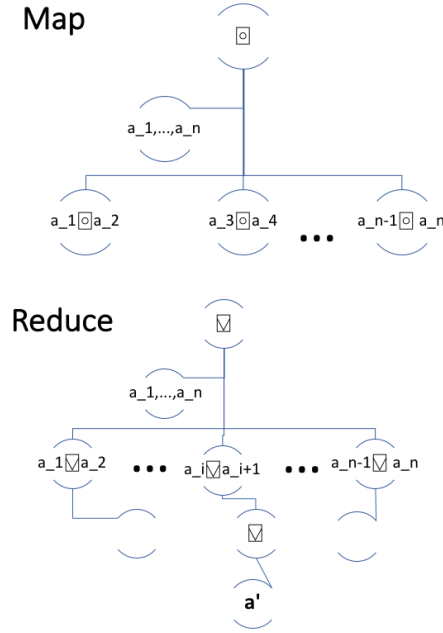 Map
⌻
a_1,...,a_n
a_1⌻a_2
a_3⌻a_4
...
a_n-1⌻ a_n
Reduce
⍌
a_1,...,a_n
a_1⍌a_2
...
a_i⍌a_i+1
...
a_n-1⍌ a_n
⍌
a'